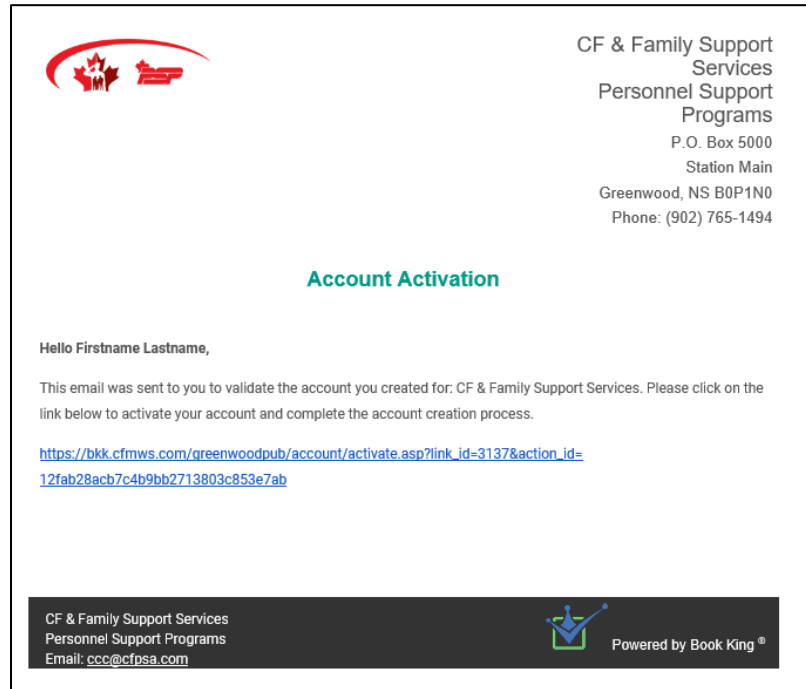 PSP
CF & Family Support
Services
Personnel Support
Programs
P.O. Box 5000
Station Main
Greenwood, NS B0P1N0
Phone: (902) 765-1494
Account Activation
Hello Firstname Lastname,
This email was sent to you to validate the account you created for: CF & Family Support Services. Please click on the
link below to activate your account and complete the account creation process.
https://bkk.cfmws.com/greenwoodpub/account/activate.asp?link_id=3137&action_id=
12fab28acb7c4b9bb2713803c853e7ab
CF & Family Support Services
Personnel Support Programs
Email: ccc@cfpsa.com
Powered by Book King ®